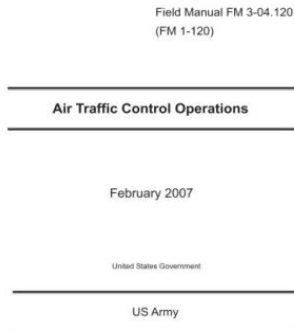 Field Manual FM 3-04.120
(FM 1-120)
Air Traffic Control Operations
February 2007
United States Government
US Army